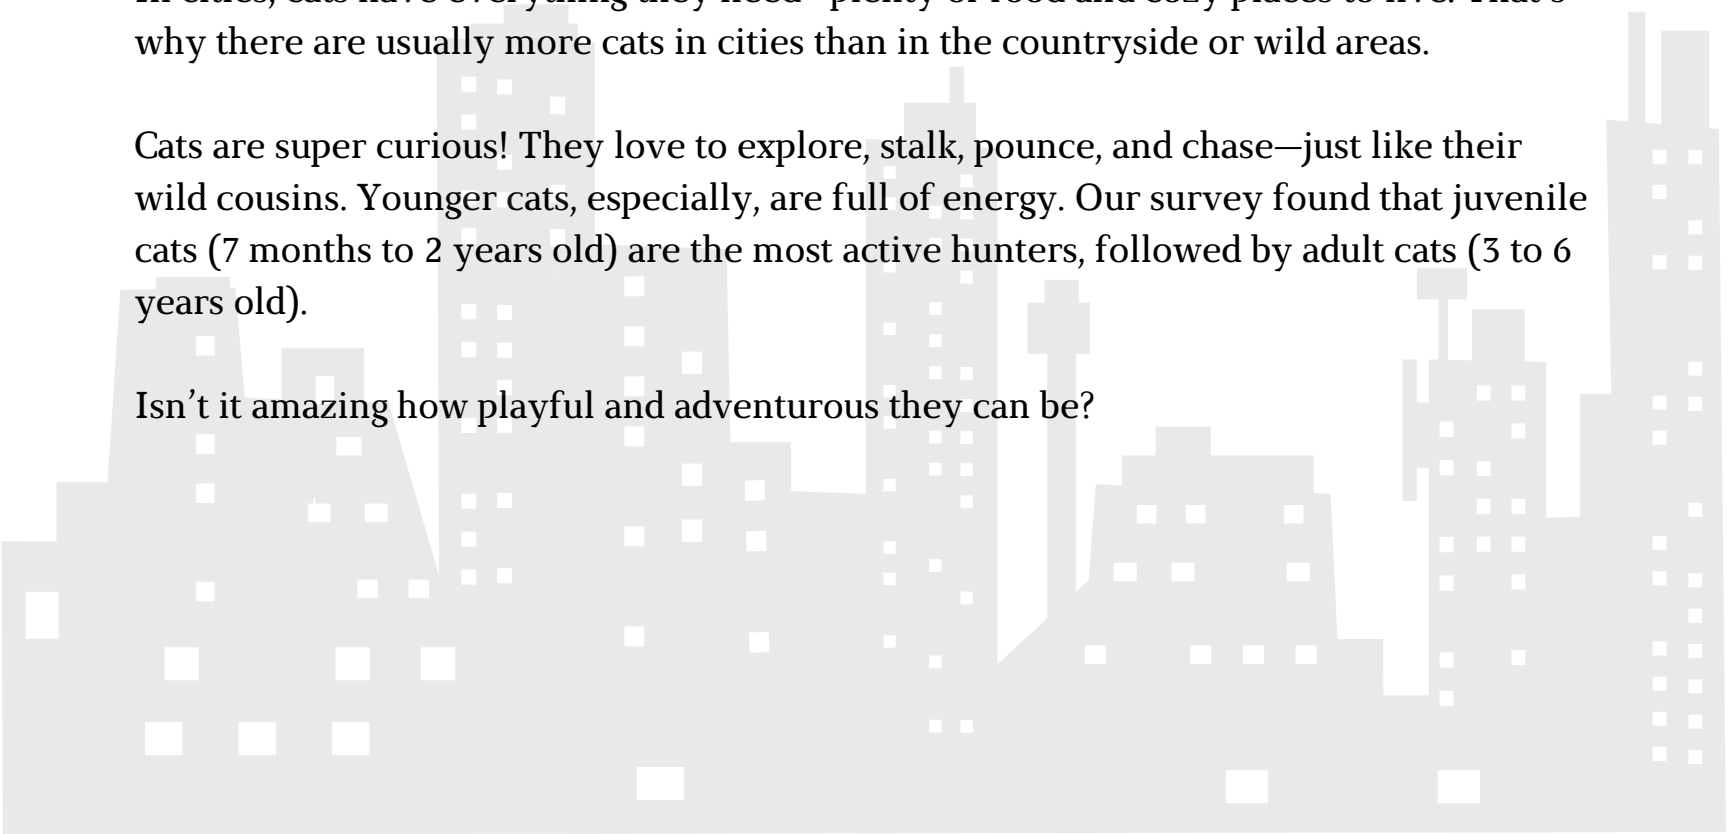 In cities, cats have everything they need—plenty of food and cozy places to live. That's
why there are usually more cats in cities than in the countryside or wild areas.
Cats are super curious! They love to explore, stalk, pounce, and chase—just like their
wild cousins. Younger cats, especially, are full of energy. Our survey found that juvenile
cats (7 months to 2 years old) are the most active hunters, followed by adult cats (3 to 6
years old).
Isn't it amazing how playful and adventurous they can be?